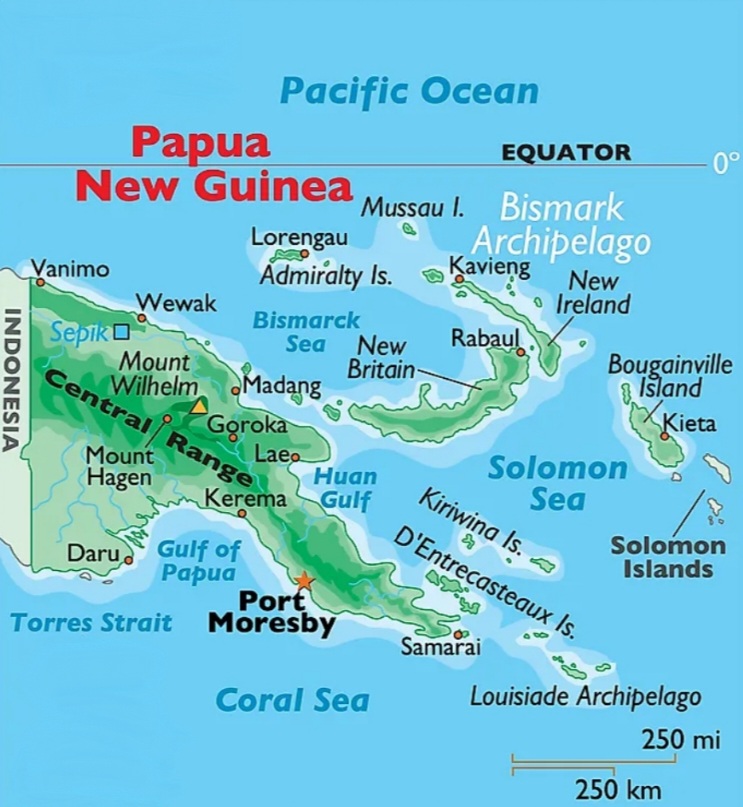 Pacific Ocean
Papua
New Guinea
EQUATOR
0°
Mussau I.
Bismark
Archipelago
Lorengau
Admiralty Is.
Kavieng
New
Ireland
Vanimo
Wewak
Bismarck
Sea
New
Britain
Rabaul
Sepik
INDONESIA
Mount
Wilhelm
Madang
Bougainville
Island
Central Range
Goroka
Kieta
Mount
Hagen
Lae
Huan
Gulf
Solomon
Sea
Kerema
Kiriwina Is.
D'Entrecasteaux Is.
Daru
Gulf of
Papua
Solomon
Islands
Torres Strait
Port
Moresby
Samarai
Coral Sea
Louisiade Archipelago
250 mi
250 km